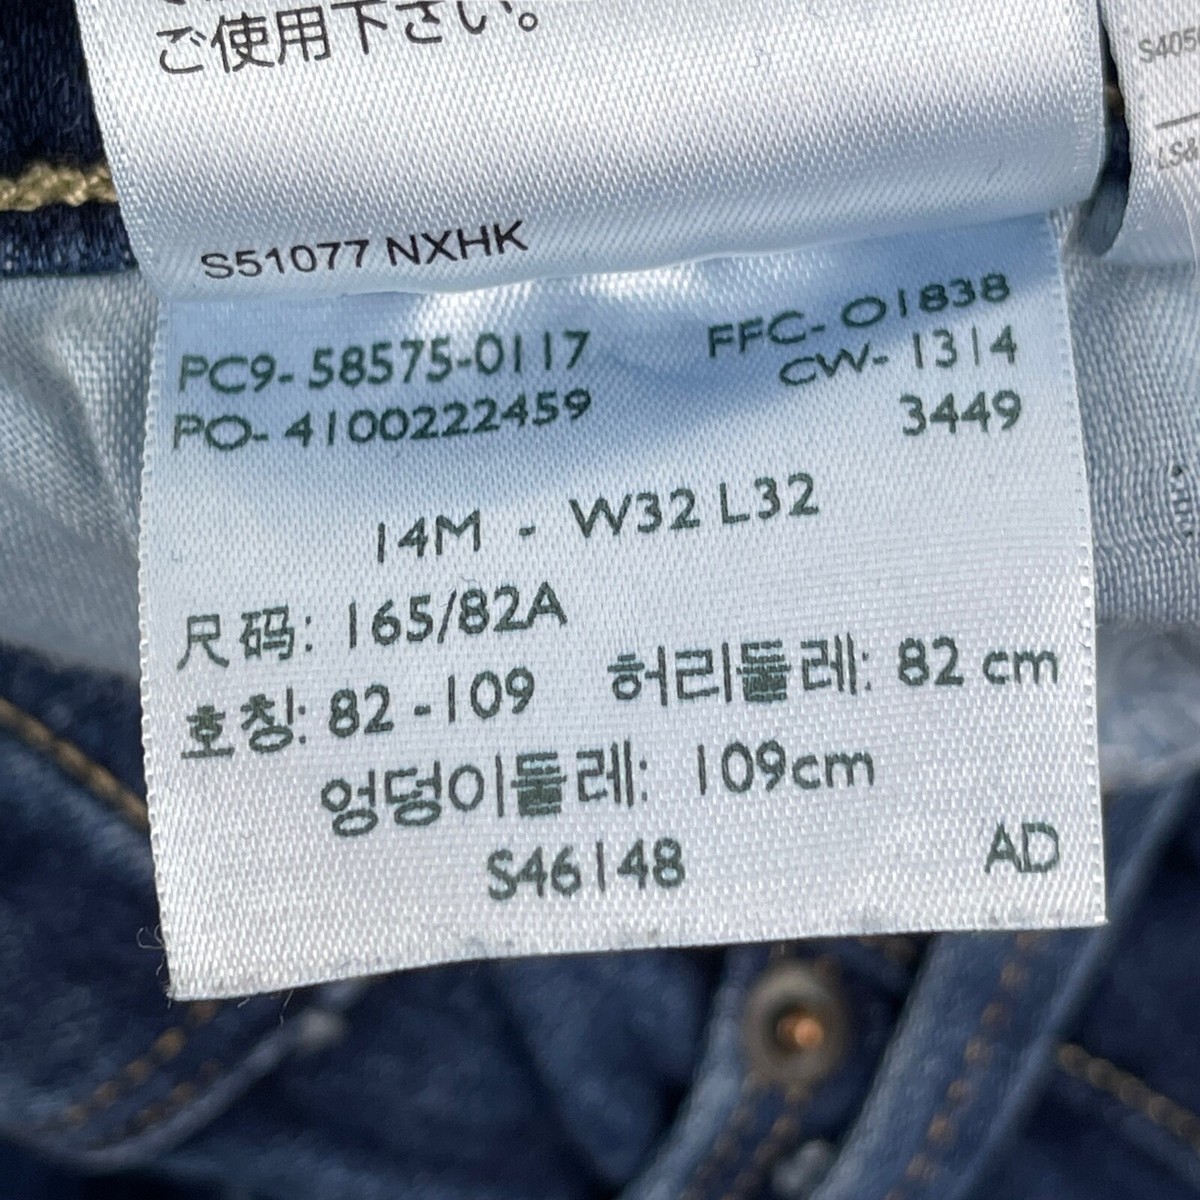 ご使用下さい。
S51077 NXHK
PC9-58575-0117 FFC-01838
PO-4100222459 CW-1314
3449
14M - W32 L32
尺码: 165/82A
호칭: 82 -109 허리둘레: 82 cm
엉덩이둘레: 109cm
S46148 AD
S405
LS&